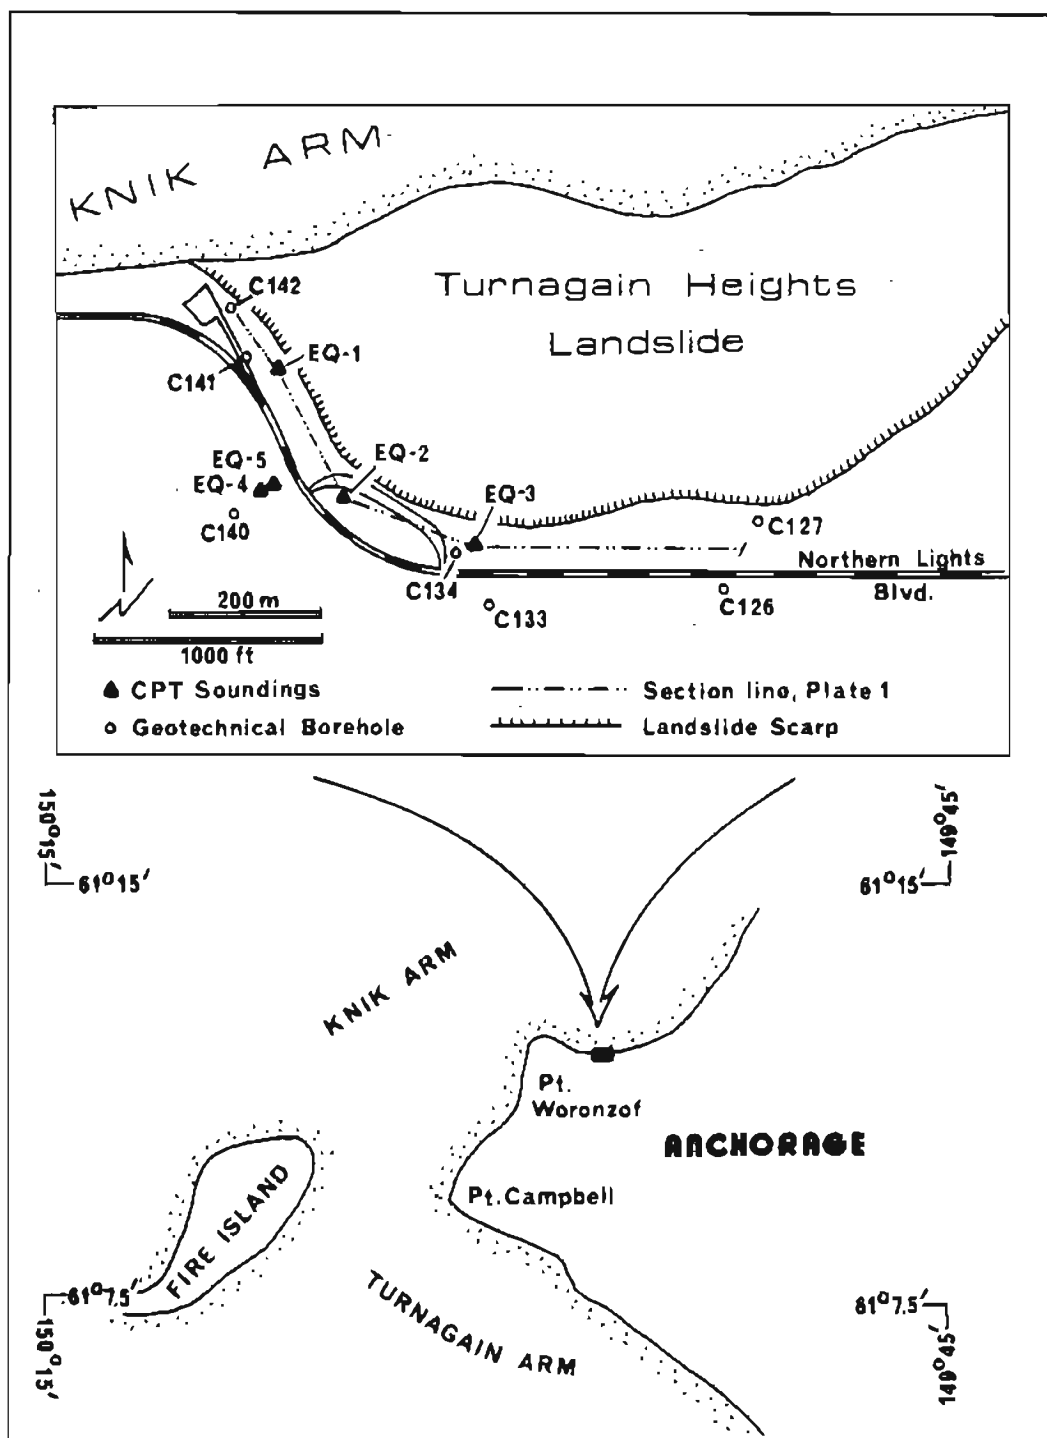 KNIK ARM
Turnagain Heights
Landslide
C142
EQ-1
C141
EQ-2
EQ-5
EQ-4
EQ-3
C140
C127
Northern Lights
Blvd.
C134
C133
C126
200 m
1000 ft
CPT Soundings
Section line, Plate 1
Geotechnical Borehole
Landslide Scarp
150°15'
149°45'
61°15'
61°15'
KNIK ARM
Pt.
Woronzof
ANCHORAGE
Pt. Campbell
FIRE ISLAND
TURNAGAIN ARM
61°7.5'
61°7.5'
150°15'
149°45'